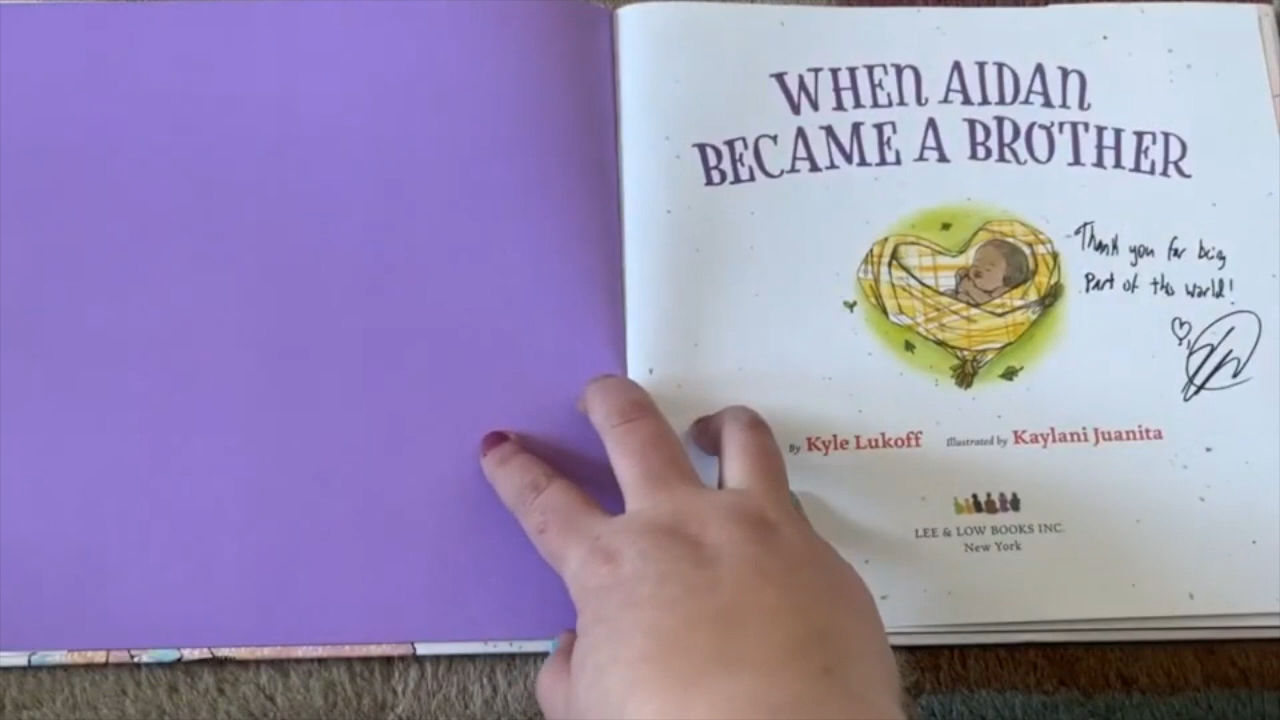 WHEN AIDAN
BECAME A BROTHER
Thank you for being
Part of this world!
By Kyle Lukoff Illustrated by Kaylani Juanita
LEE & LOW BOOKS INC.
New York